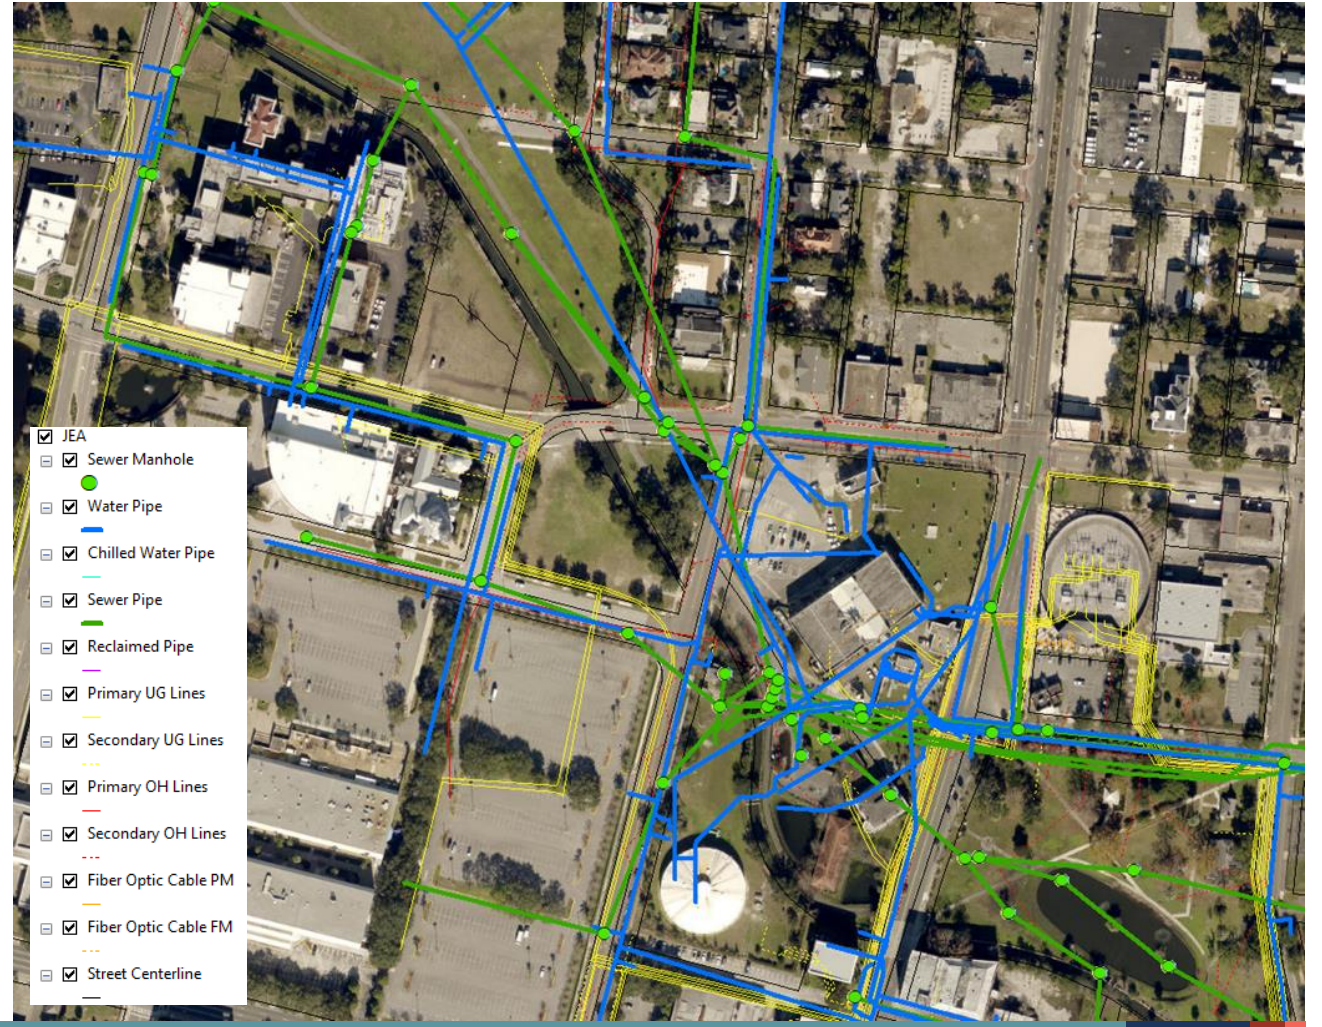 JEA
Sewer Manhole
Water Pipe
Chilled Water Pipe
Sewer Pipe
Reclaimed Pipe
Primary UG Lines
Secondary UG Lines
Primary OH Lines
Secondary OH Lines
Fiber Optic Cable PM
Fiber Optic Cable FM
Street Centerline